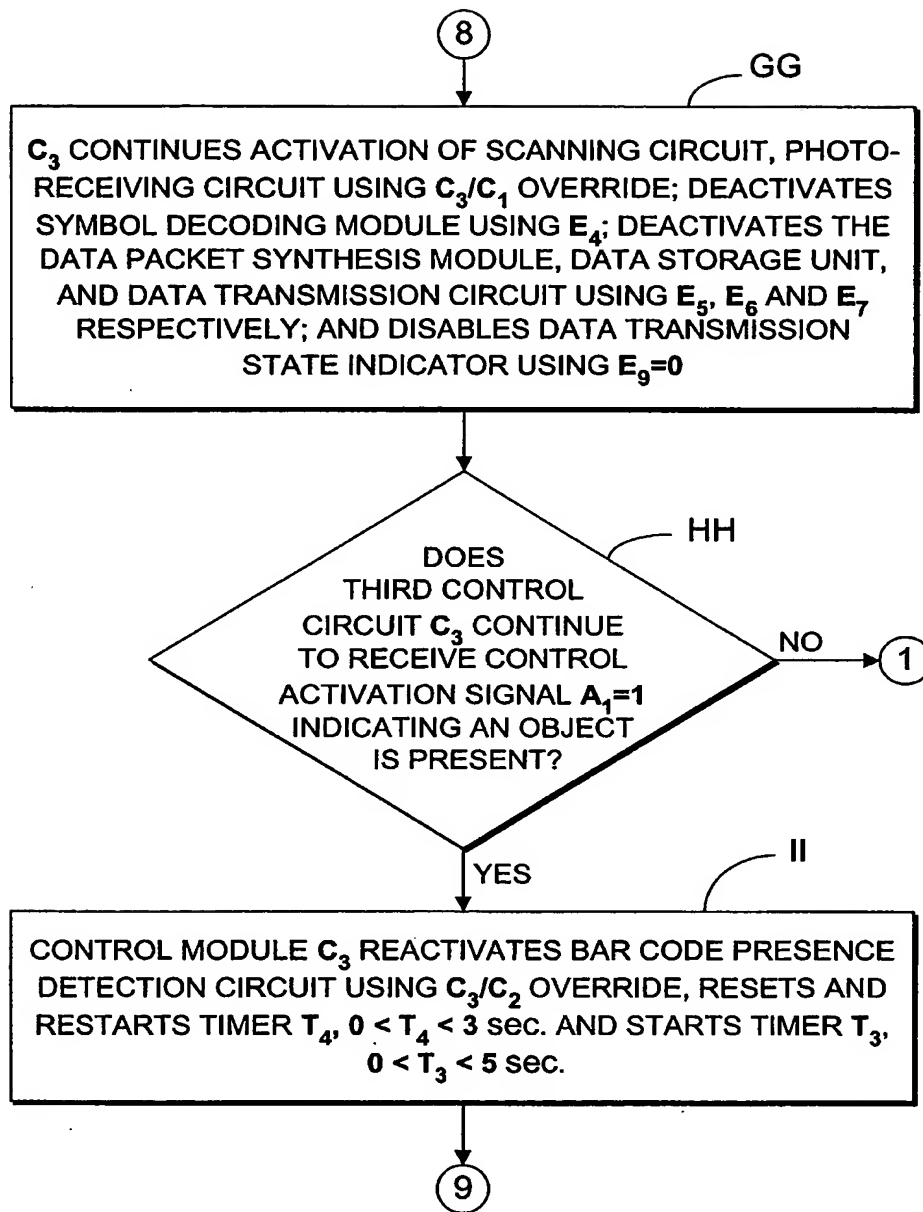 8
GG
C₃ CONTINUES ACTIVATION OF SCANNING CIRCUIT, PHOTO-
RECEIVING CIRCUIT USING C₃/C₁ OVERRIDE; DEACTIVATES
SYMBOL DECODING MODULE USING E₄; DEACTIVATES THE
DATA PACKET SYNTHESIS MODULE, DATA STORAGE UNIT,
AND DATA TRANSMISSION CIRCUIT USING E₅, E₆ AND E₇
RESPECTIVELY; AND DISABLES DATA TRANSMISSION
STATE INDICATOR USING E₉=0
HH
DOES
THIRD CONTROL
CIRCUIT C₃ CONTINUE
TO RECEIVE CONTROL
ACTIVATION SIGNAL A₁=1
INDICATING AN OBJECT
IS PRESENT?
NO
1
YES
II
CONTROL MODULE C₃ REACTIVATES BAR CODE PRESENCE
DETECTION CIRCUIT USING C₃/C₂ OVERRIDE, RESETS AND
RESTARTS TIMER T₄, 0 < T₄ < 3 sec. AND STARTS TIMER T₃,
0 < T₃ < 5 sec.
9